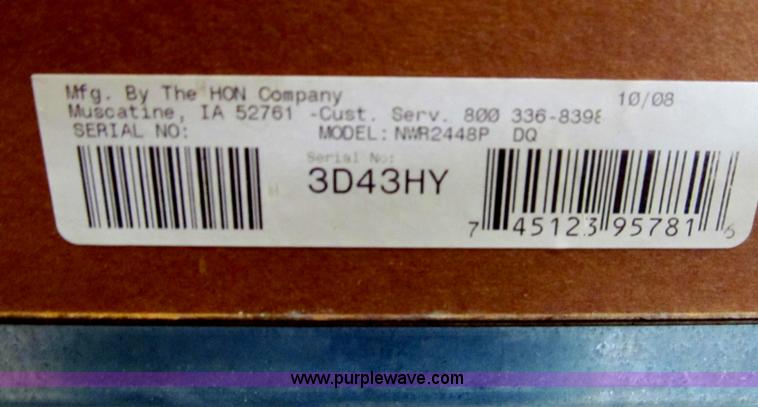 Mfg. By The HON Company 10/08
Muscatine, IA 52761 -Cust. Serv. 800 336-8398
SERIAL NO: MODEL: NWR2448P DQ
Serial No:
3D43HY
7 45123 95781 6
www.purplewave.com